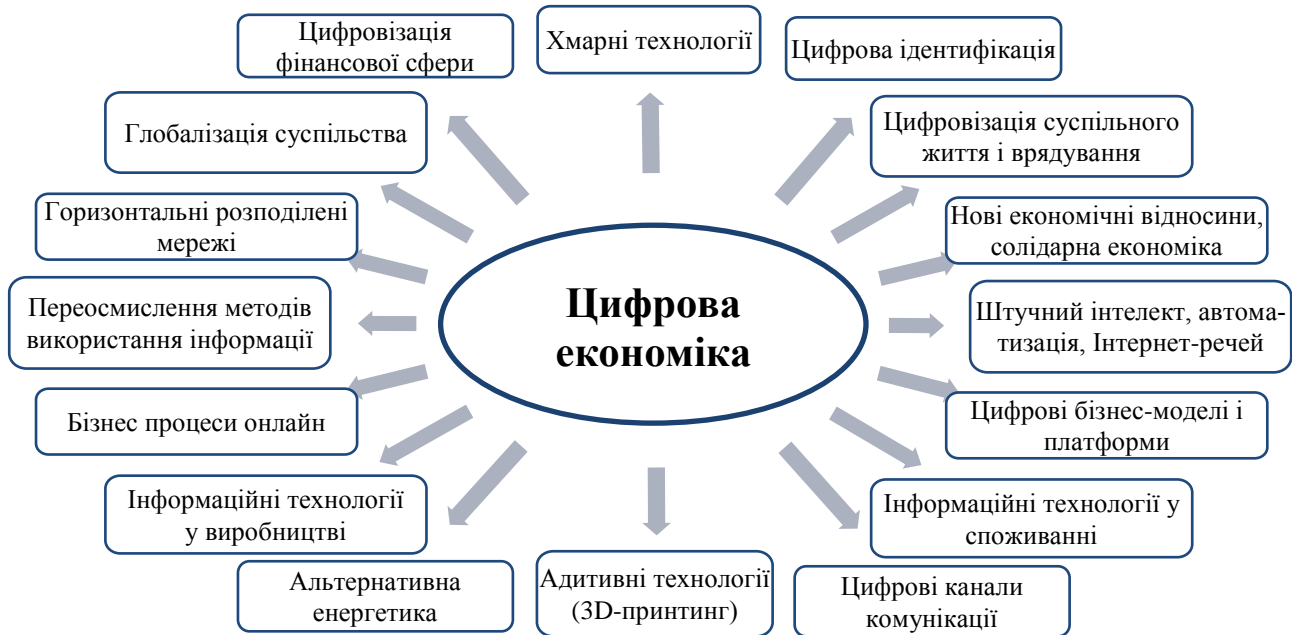 Цифровізація
фінансової сфери
Хмарні технології
Цифрова ідентифікація
Глобалізація суспільства
Цифровізація суспільного
життя і врядування
Горизонтальні розподілені
мережі
Нові економічні відносини,
солідарна економіка
Переосмислення методів
використання інформації
Цифрова
економіка
Штучний інтелект, автома-
тизація, Інтернет-речей
Бізнес процеси онлайн
Цифрові бізнес-моделі і
платформи
Інформаційні технології
у виробництві
Інформаційні технології у
споживанні
Альтернативна
енергетика
Адитивні технології
(3D-принтинг)
Цифрові канали
комунікації